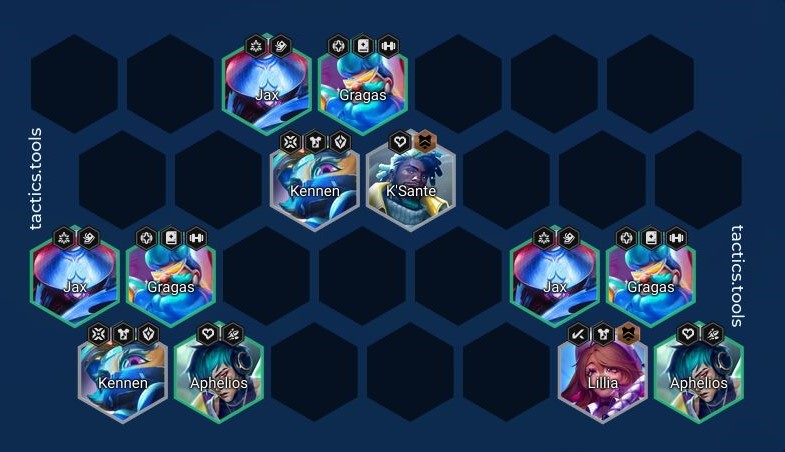 Jax
Gragas
Kennen
K'Sante
tactics.tools
Jax
Gragas
Jax
Gragas
tactics.tools
Kennen
Aphelios
Lillia
Aphelios